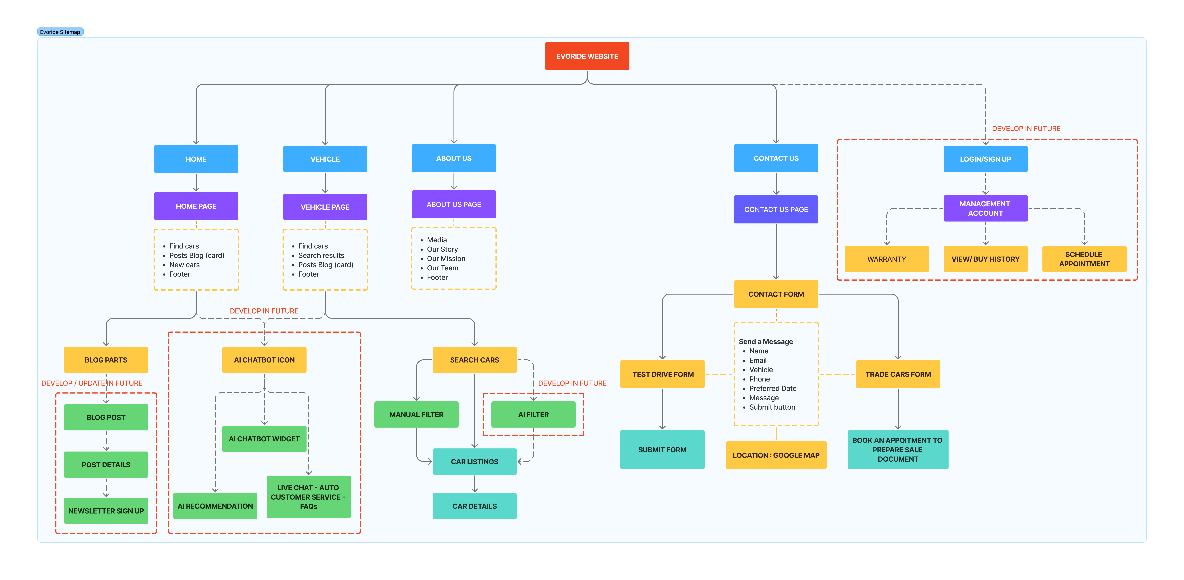 Evoride Sitemap
EVORIDE WEBSITE
DEVELOP IN FUTURE
HOME
VEHICLE
ABOUT US
CONTACT US
LOGIN/SIGN UP
HOME PAGE
VEHICLE PAGE
ABOUT US PAGE
CONTACT US PAGE
MANAGEMENT
ACCOUNT
• Find cars
• Posts Blog (card)
• New cars
• Footer
• Find cars
• Search results
• Posts Blog (card)
• Footer
• Media
• Our Story
• Our Mission
• Our Team
• Footer
WARRANTY
VIEW/ BUY HISTORY
SCHEDULE
APPOINTMENT
CONTACT FORM
DEVELOP IN FUTURE
BLOG PARTS
AI CHATBOT ICON
SEARCH CARS
Send a Message
• Name
• Email
• Vehicle
• Phone
• Preferred Date
• Message
• Submit button
TEST DRIVE FORM
TRADE CARS FORM
DEVELOP / UPDATE IN FUTURE
DEVELOP IN FUTURE
BLOG POST
MANUAL FILTER
AI FILTER
AI CHATBOT WIDGET
SUBMIT FORM
LOCATION : GOOGLE MAP
BOOK AN APPOITMENT TO
PREPARE SALE
DOCUMENT
POST DETAILS
CAR LISTINGS
NEWSLETTER SIGN UP
AI RECOMMENDATION
LIVE CHAT - AUTO
CUSTOMER SERVICE -
FAQs
CAR DETAILS